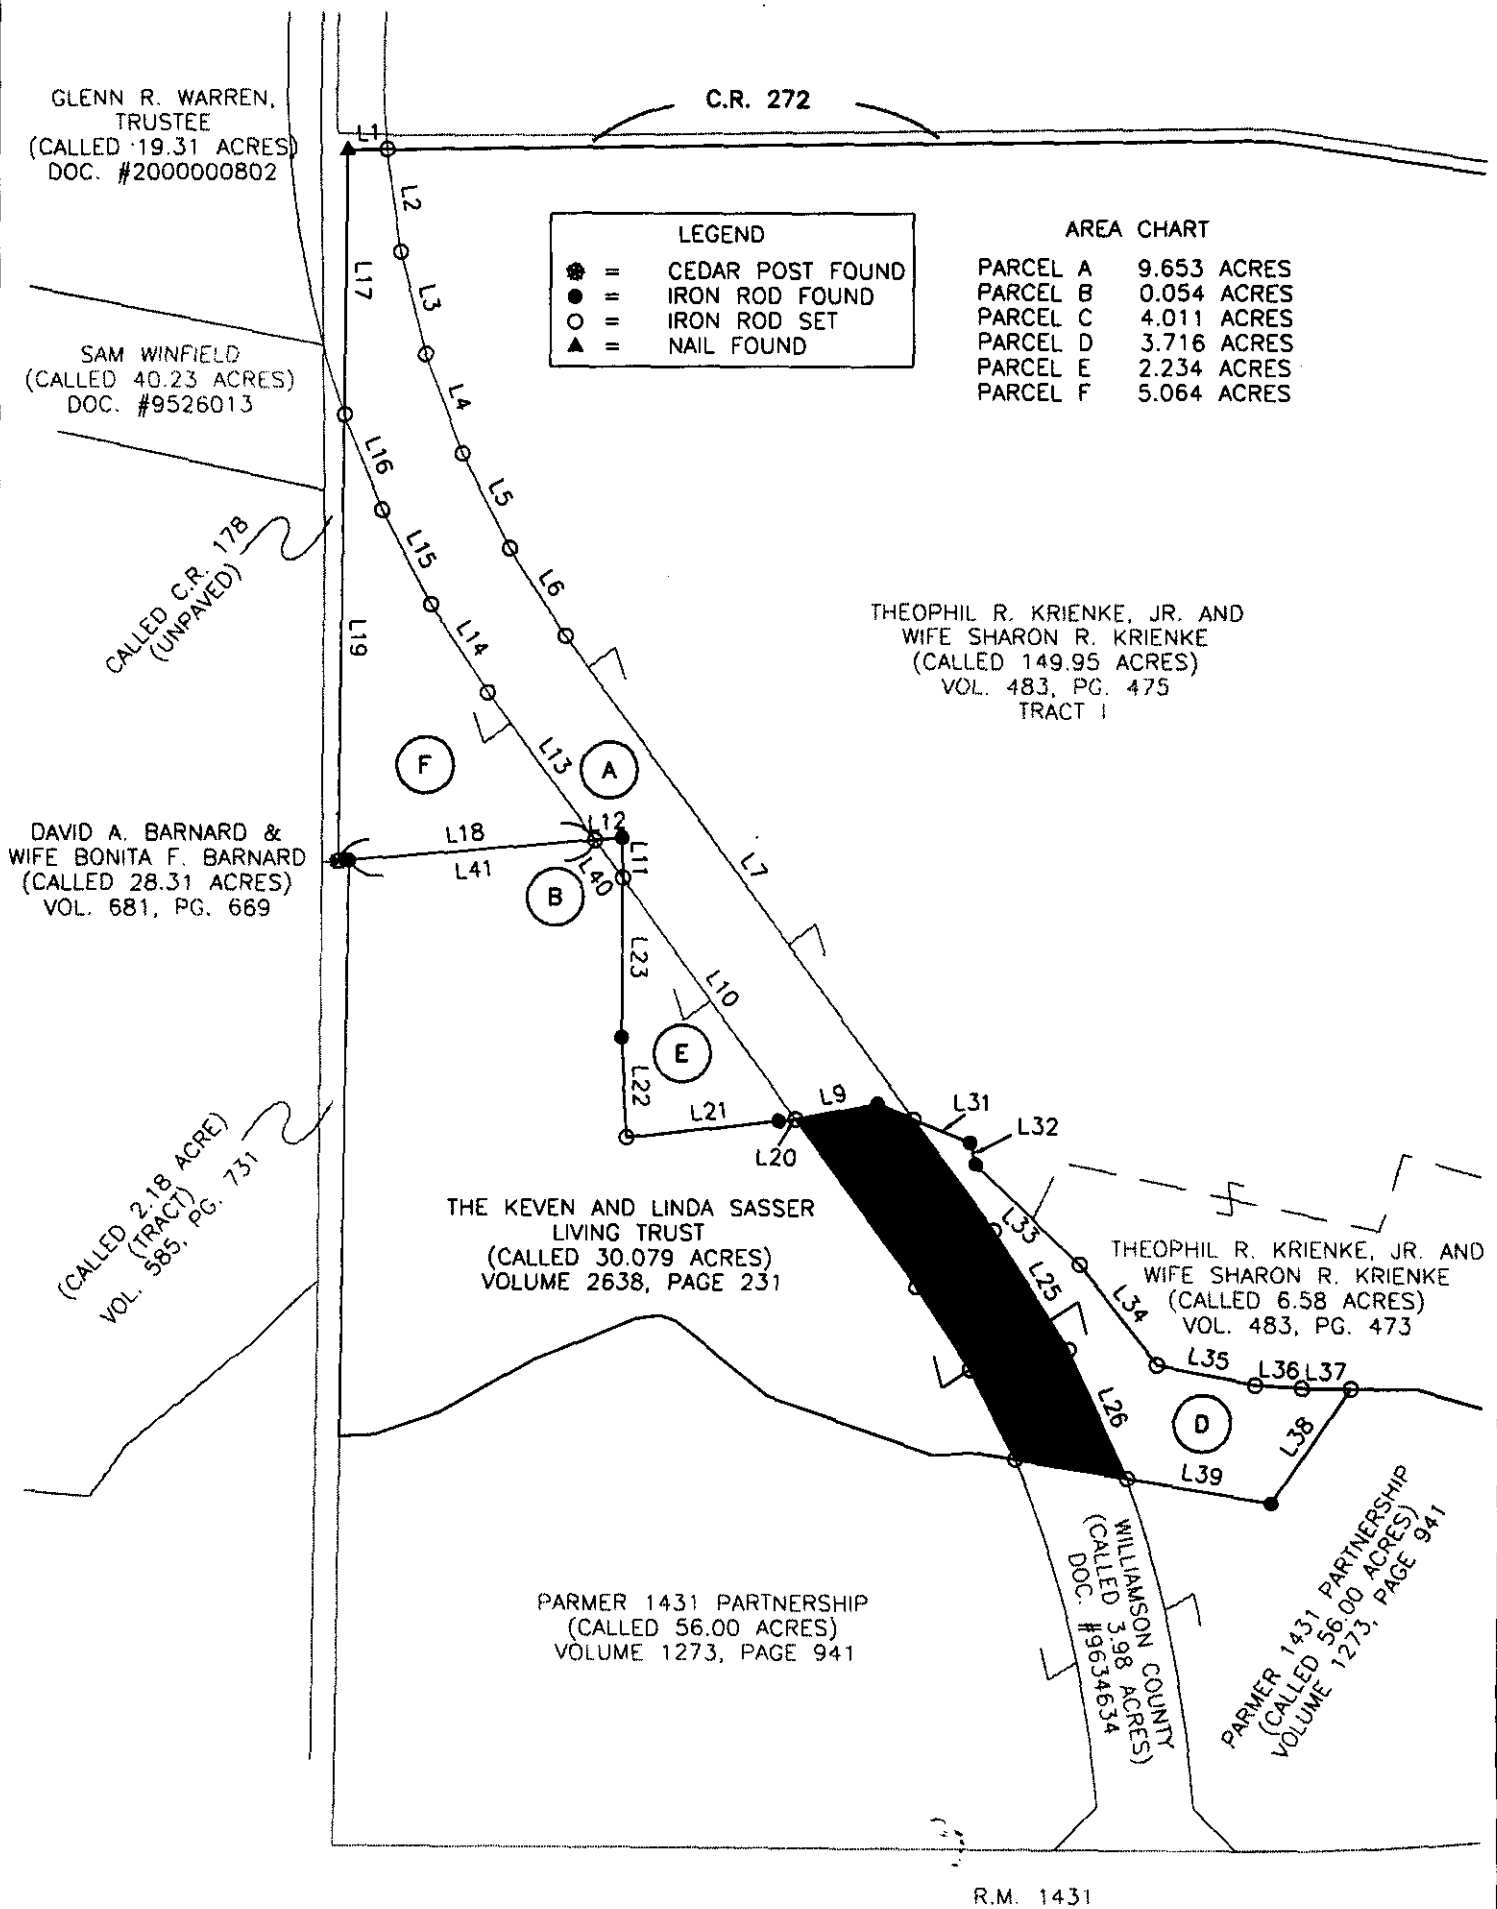 C.R. 272
GLENN R. WARREN,
TRUSTEE
(CALLED 19.31 ACRES)
DOC. #2000000802
L1
L2
L3
L4
L5
L6
L17
LEGEND
= CEDAR POST FOUND
= IRON ROD FOUND
= IRON ROD SET
= NAIL FOUND
AREA CHART
PARCEL A 9.653 ACRES
PARCEL B 0.054 ACRES
PARCEL C 4.011 ACRES
PARCEL D 3.716 ACRES
PARCEL E 2.234 ACRES
PARCEL F 5.064 ACRES
SAM WINFIELD
(CALLED 40.23 ACRES)
DOC. #9526013
L16
L15
L14
L13
L19
CALLED C.R. 178
(UNPAVED)
THEOPHIL R. KRIENKE, JR. AND
WIFE SHARON R. KRIENKE
(CALLED 149.95 ACRES)
VOL. 483, PG. 475
TRACT I
F
A
L12
L18
L41
L11
L40
B
L7
DAVID A. BARNARD &
WIFE BONITA F. BARNARD
(CALLED 28.31 ACRES)
VOL. 681, PG. 669
L23
L10
E
L22
L21
L20
L9
L31
L32
(CALLED 2.18 ACRE)
(TRACT)
VOL. 585, PG. 731
THE KEVEN AND LINDA SASSER
LIVING TRUST
(CALLED 30.079 ACRES)
VOLUME 2638, PAGE 231
L33
L25
L34
THEOPHIL R. KRIENKE, JR. AND
WIFE SHARON R. KRIENKE
(CALLED 6.58 ACRES)
VOL. 483, PG. 473
L35
L36
L37
L26
D
L38
L39
WILLIAMSON COUNTY
(CALLED 3.98 ACRES)
DOC. #9634634
PARMER 1431 PARTNERSHIP
(CALLED 56.00 ACRES)
VOLUME 1273, PAGE 941
PARMER 1431 PARTNERSHIP
(CALLED 56.00 ACRES)
VOLUME 1273, PAGE 941
R.M. 1431